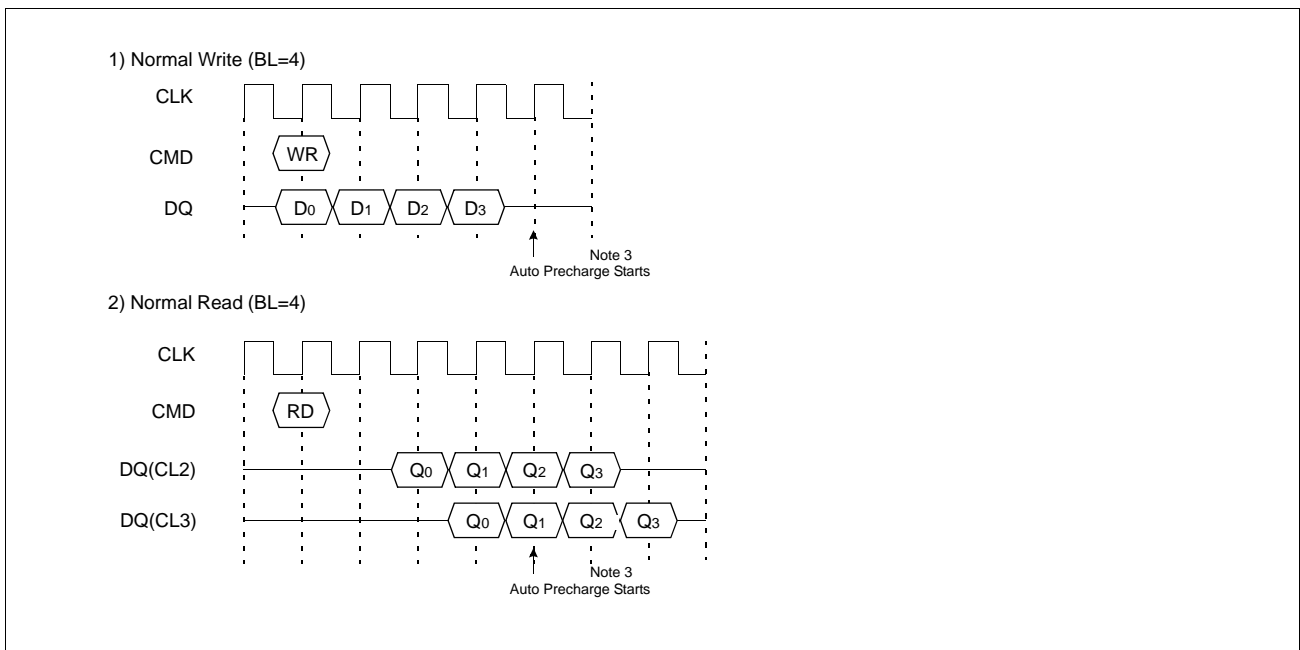 1) Normal Write (BL=4)
CLK
CMD WR
DQ D0 D1 D2 D3
Note 3
Auto Precharge Starts
2) Normal Read (BL=4)
CLK
CMD RD
DQ(CL2) Q0 Q1 Q2 Q3
DQ(CL3) Q0 Q1 Q2 Q3
Note 3
Auto Precharge Starts